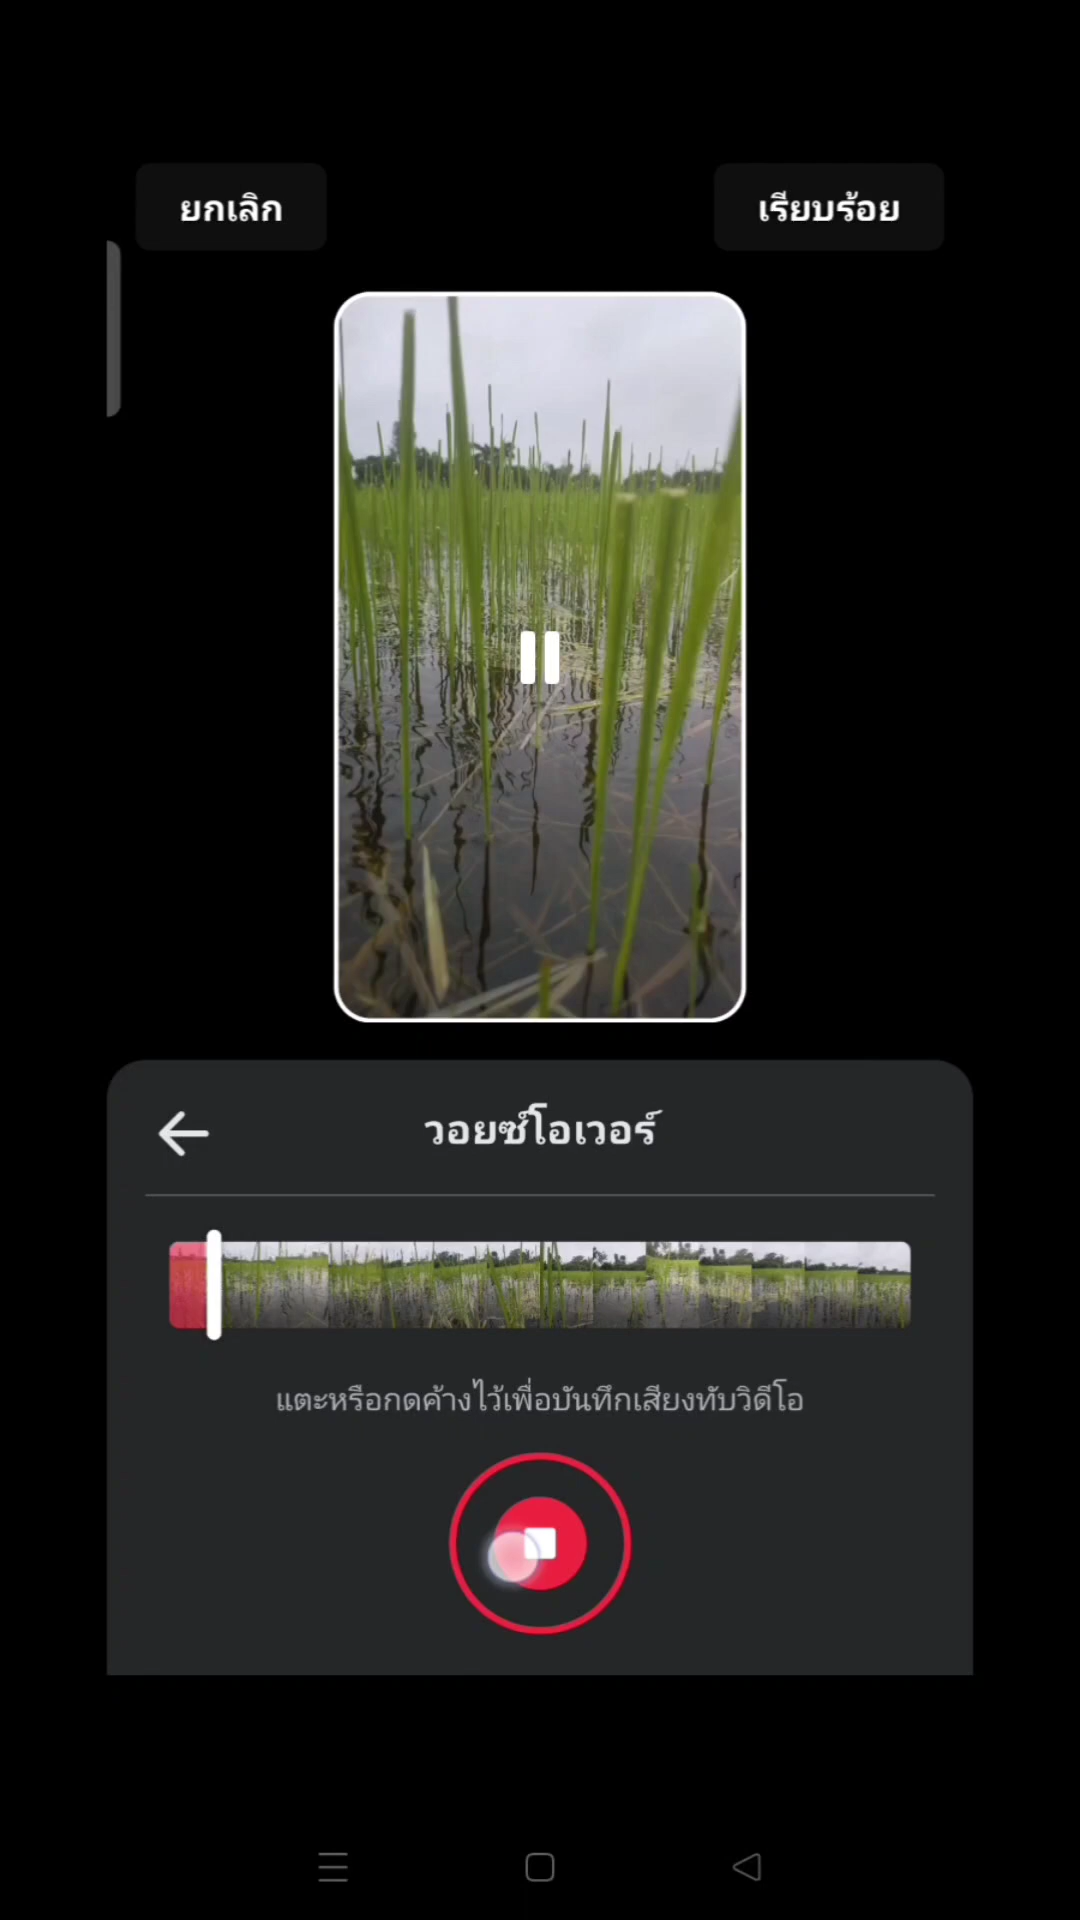 ยกเลิก
เรียบร้อย
วอยซ์โอเวอร์
แตะหรือกดค้างไว้เพื่อบันทึกเสียงทับวิดีโอ